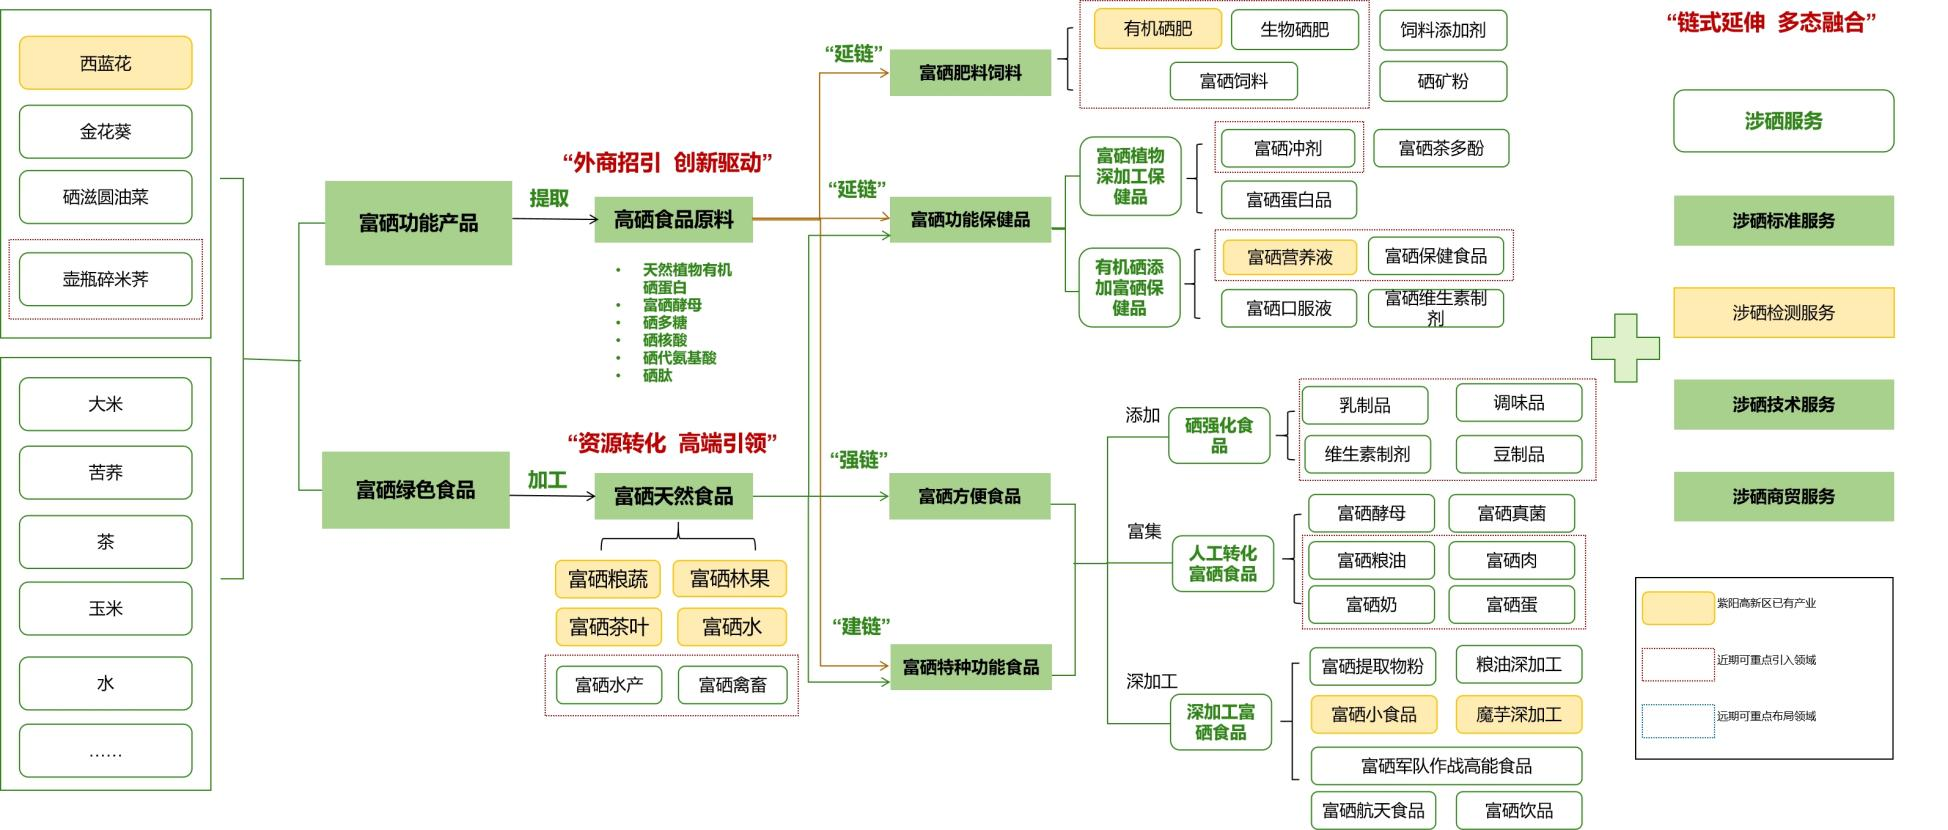 西蓝花
金花葵
硒滋圆油菜
壶瓶碎米荠
大米
苦荞
茶
玉米
水
……
富硒功能产品
富硒绿色食品
“外商招引 创新驱动”
提取
高硒食品原料
• 天然植物有机
硒蛋白
• 富硒酵母
• 硒多糖
• 硒核酸
• 硒代氨基酸
• 硒肽
“资源转化 高端引领”
加工
富硒天然食品
富硒粮蔬
富硒林果
富硒茶叶
富硒水
富硒水产
富硒禽畜
“延链”
富硒肥料饲料
“延链”
富硒功能保健品
“强链”
富硒方便食品
“建链”
富硒特种功能食品
有机硒肥
生物硒肥
饲料添加剂
富硒饲料
硒矿粉
富硒植物
深加工保
健品
富硒冲剂
富硒茶多酚
富硒蛋白品
有机硒添
加富硒保
健品
富硒营养液
富硒保健食品
富硒口服液
富硒维生素制
剂
添加
硒强化食
品
乳制品
调味品
维生素制剂
豆制品
富集
人工转化
富硒食品
富硒酵母
富硒真菌
富硒粮油
富硒肉
富硒奶
富硒蛋
深加工
深加工富
硒食品
富硒提取物粉
粮油深加工
富硒小食品
魔芋深加工
富硒军队作战高能食品
富硒航天食品
富硒饮品
“链式延伸 多态融合”
涉硒服务
涉硒标准服务
涉硒检测服务
涉硒技术服务
涉硒商贸服务
紫阳高新区已有产业
近期可重点引入领域
远期可重点布局领域